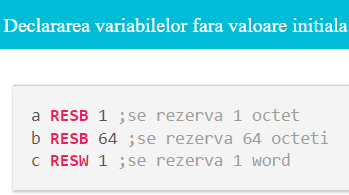 Declararea variabilelor fara valoare initiala
a RESB 1 ;se rezerva 1 octet
b RESB 64 ;se rezerva 64 octeti
c RESW 1 ;se rezerva 1 word